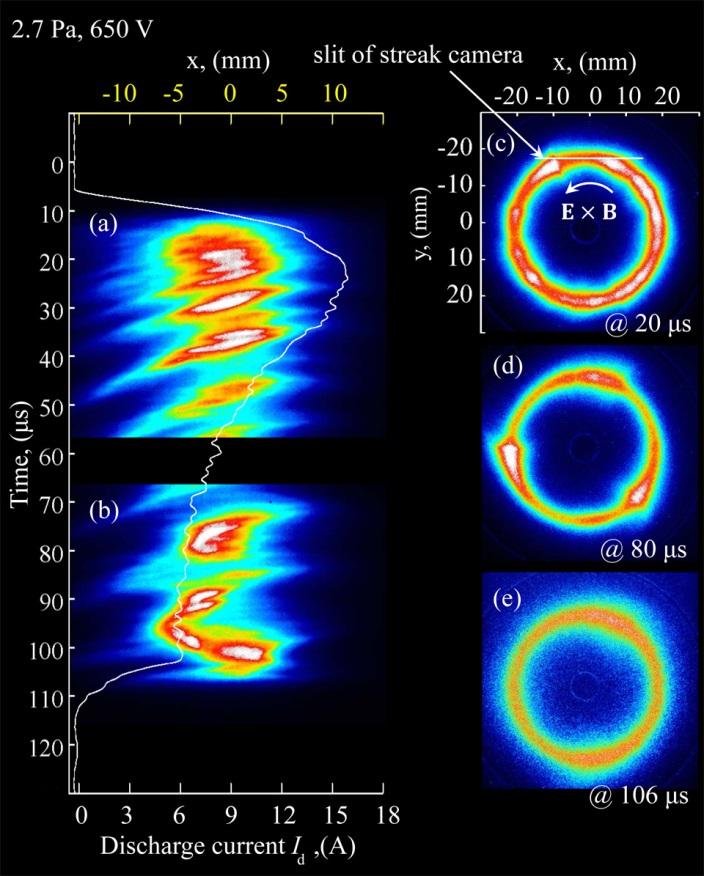 2.7 Pa, 650 V
slit of streak camera
x, (mm)
-10 -5 0 5 10
x, (mm)
-20 -10 0 10 20
(a)
(b)
Time, (μs)
0
10
20
30
40
50
60
70
80
90
100
110
120
0 3 6 9 12 15 18
Discharge current I_d ,(A)
(c)
y, (mm)
-20
-10
0
10
20
E × B
@ 20 μs
(d)
@ 80 μs
(e)
@ 106 μs